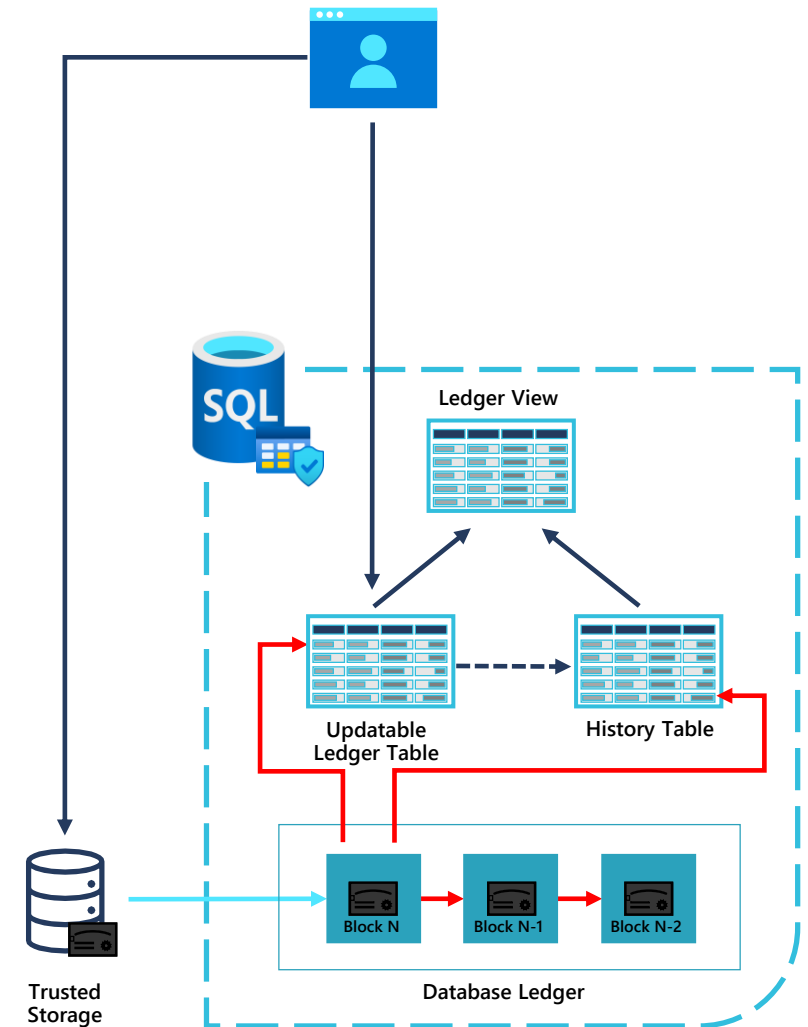 SQL
Ledger View
Updatable
Ledger Table
History Table
Block N
Block N-1
Block N-2
Trusted
Storage
Database Ledger